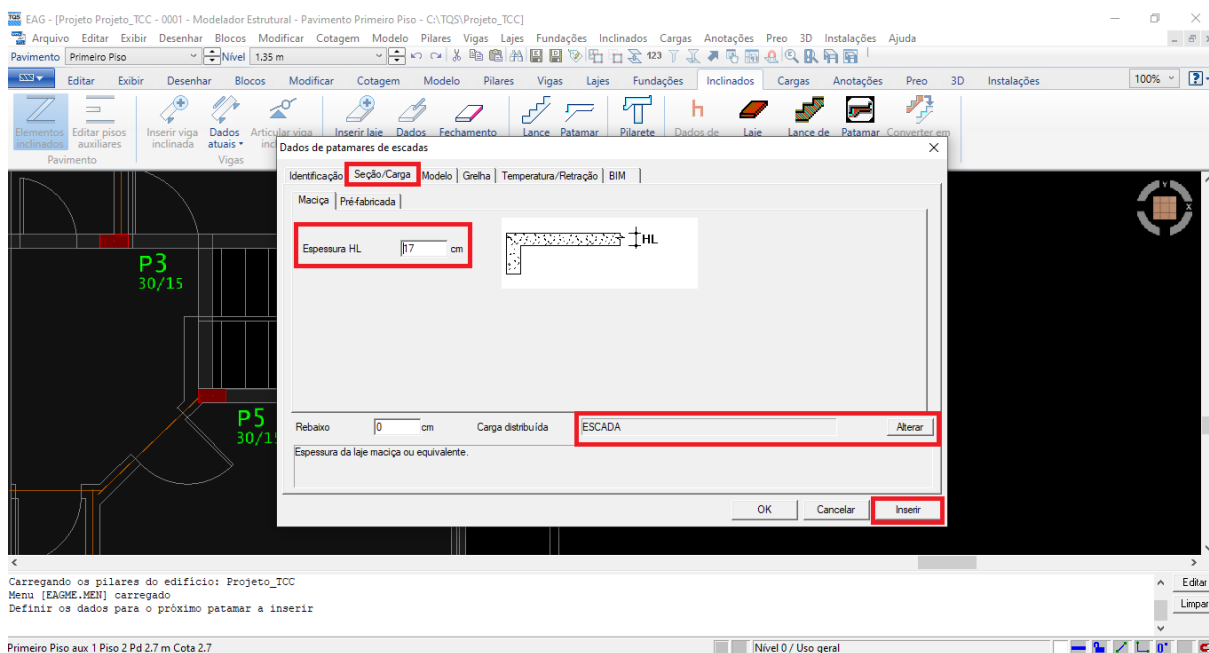 TQS EAG - [Projeto Projeto_TCC - 0001 - Modelador Estrutural - Pavimento Primeiro Piso - C:\TQS\Projeto_TCC]
Arquivo Editar Exibir Desenhar Blocos Modificar Cotagem Modelo Pilares Vigas Lajes Fundações Inclinados Cargas Anotações Preo 3D Instalações Ajuda
Pavimento Primeiro Piso Nível 1.35 m 123
Editar Exibir Desenhar Blocos Modificar Cotagem Modelo Pilares Vigas Lajes Fundações Inclinados Cargas Anotações Preo 3D Instalações 100% ?
Elementos Editar pisos Inserir viga Dados Articular viga Inserir laje Dados Fechamento Lance Patamar Pilarete Dados de Laje Lance de Patamar Converter em
inclinados auxiliares inclinada atuais
Pavimento Vigas
Dados de patamares de escadas
Identificação Seção/Carga Modelo Grelha Temperatura/Retração BIM
Maciça Pré-fabricada
Espessura HL 17 cm
HL
P3
30/15
P5
Rebaixo 0 cm Carga distribuída ESCADA Alterar
Espessura da laje maciça ou equivalente.
OK Cancelar Inserir
Carregando os pilares do edifício: Projeto_TCC
Menu [EAGME.MEN] carregado
Definir os dados para o próximo patamar a inserir
Editar
Limpar
Primeiro Piso aux 1 Piso 2 Pd 2.7 m Cota 2.7 Nível 0 / Uso geral